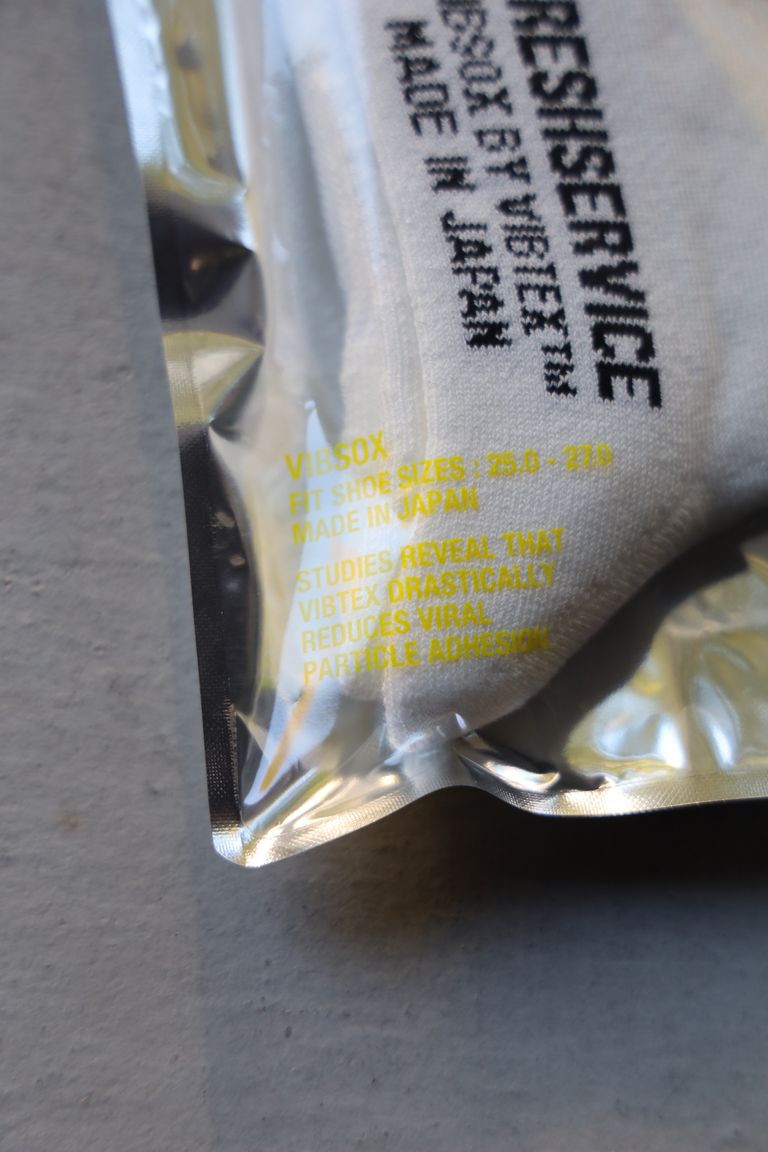 RESHSERVICE
IBSOX BY VIBTEX™
MADE IN JAPAN
VIBSOX
FIT SHOE SIZES : 25.0 - 27.0
MADE IN JAPAN
STUDIES REVEAL THAT
VIBTEX DRASTICALLY
REDUCES VIRAL
PARTICLE ADHESION.